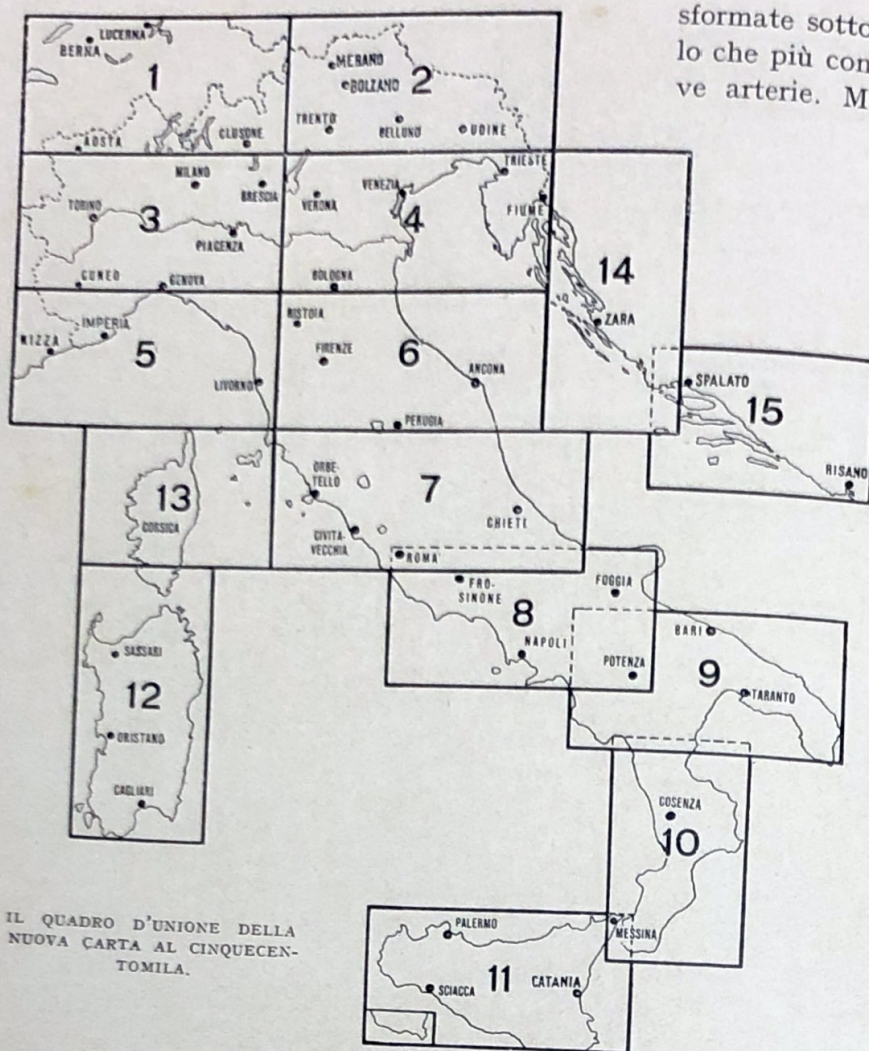 sformate sotto
lo che più con
ve arterie. M
LUCERNA
BERNA
1
AOSTA
CLUSONE
MERANO
BOLZANO
2
TRENTO
BELLUNO
UDINE
MILANO
BRESCIA
TORINO
3
PIACENZA
CUNEO
GENOVA
TRIESTE
VENEZIA
VERONA
4
FIUME
BOLOGNA
14
ZARA
IMPERIA
NIZZA
5
LIVORNO
PISTOIA
FIRENZE
6
ANCONA
PERUGIA
SPALATO
15
RISANO
13
CORSICA
ORBE-
TELLO
7
CHIETI
CIVITA-
VECCHIA
ROMA
FRO-
SINONE
FOGGIA
8
NAPOLI
POTENZA
BARI
9
TARANTO
SASSARI
12
ORISTANO
CAGLIARI
COSENZA
10
MESSINA
PALERMO
11
SCIACCA
CATANIA
IL QUADRO D'UNIONE DELLA
NUOVA CARTA AL CINQUECEN-
TOMILA.